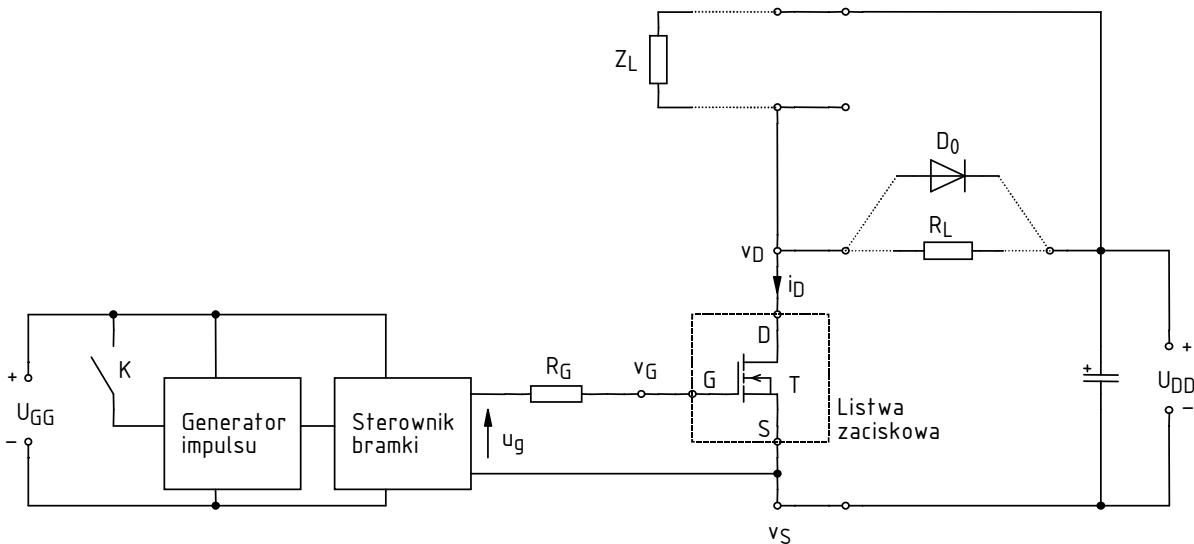 Z_L
D_0
R_L
v_D
i_D
D
K
R_G
v_G
G
T
+
U_GG
−
Generator
impulsu
Sterownik
bramki
u_g
S
Listwa
zaciskowa
+
+
U_DD
−
v_S